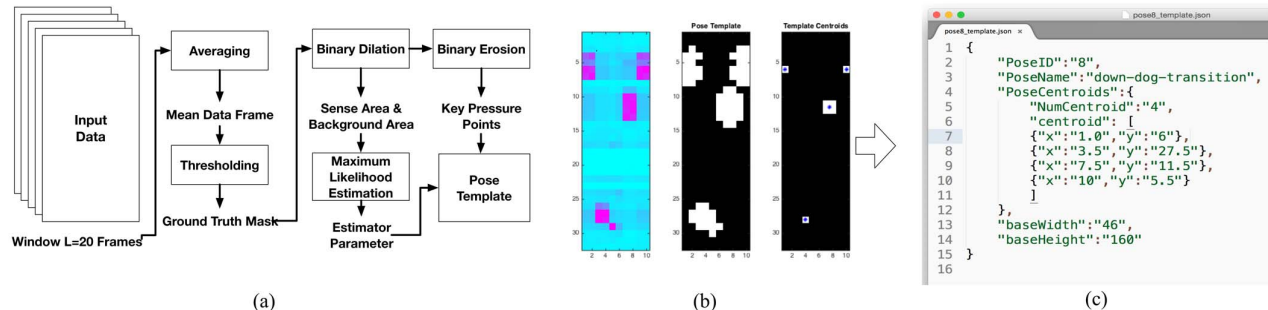 Input
Data
Window L=20 Frames
Averaging
Mean Data Frame
Thresholding
Ground Truth Mask
Binary Dilation
Sense Area &
Background Area
Maximum
Likelihood
Estimation
Estimator
Parameter
Binary Erosion
Key Pressure
Points
Pose
Template
(a)
5
10
15
20
25
30
2 4 6 8 10
Pose Template
5
10
15
20
25
30
2 4 6 8 10
Template Centroids
5
10
15
20
25
30
2 4 6 8 10
(b)
pose8_template.json
pose8_template.json ×
1 {
2 "PoseID":"8",
3 "PoseName":"down-dog-transition",
4 "PoseCentroids":{
5 "NumCentroid":"4",
6 "centroid": [
7 {"x":"1.0","y":"6"},
8 {"x":"3.5","y":"27.5"},
9 {"x":"7.5","y":"11.5"},
10 {"x":"10","y":"5.5"}
11 ]
12 },
13 "baseWidth":"46",
14 "baseHeight":"160"
15 }
16
(c)